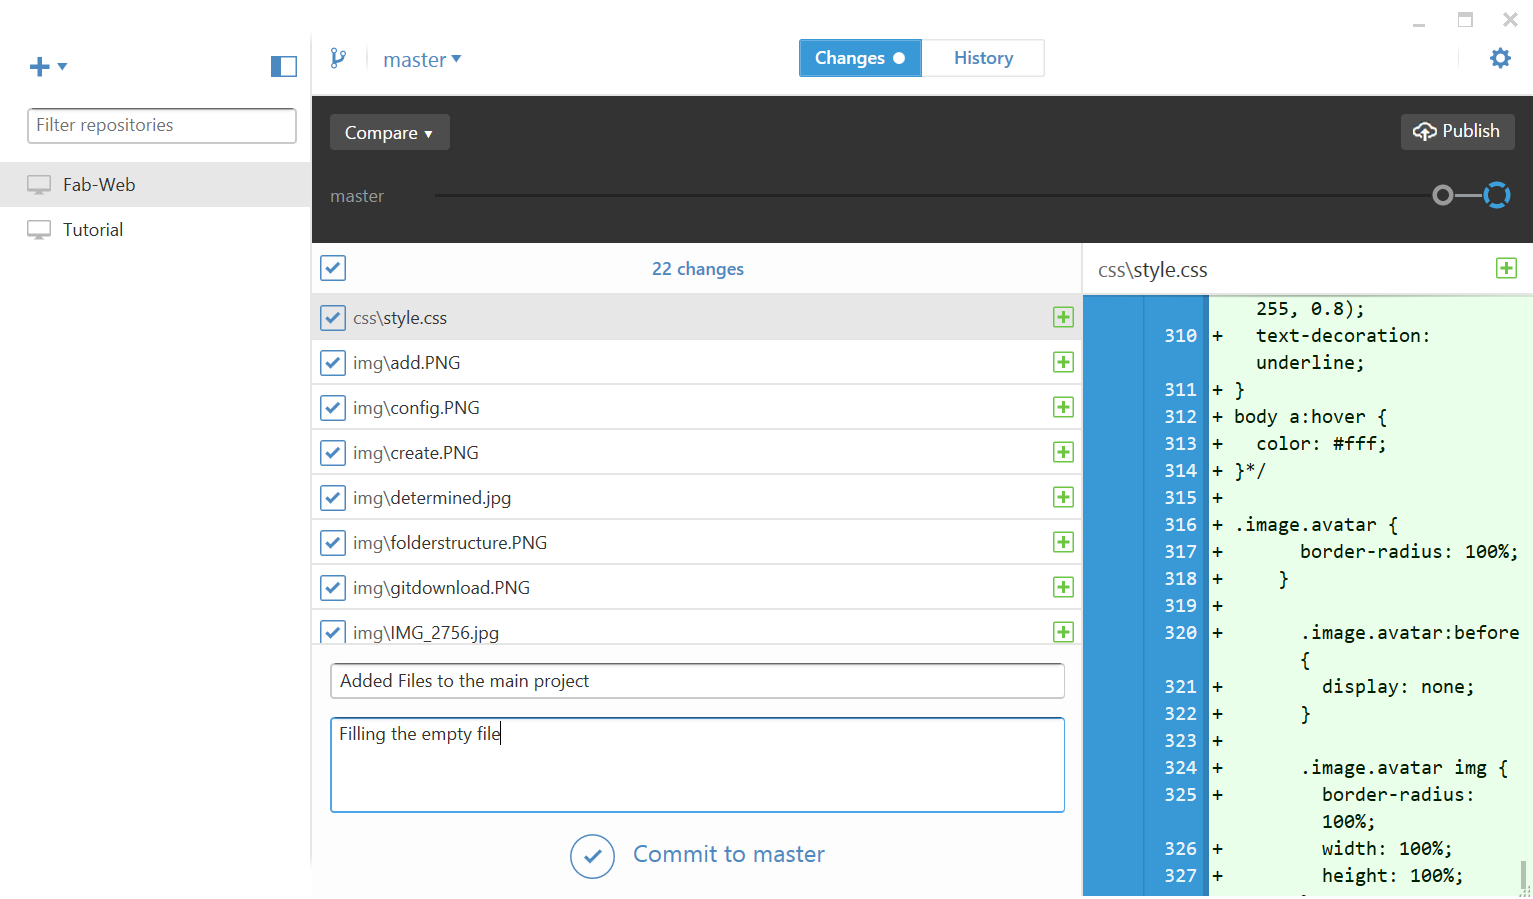 master
Changes
History
Filter repositories
Fab-Web
Tutorial
Compare
Publish
master
22 changes
css\style.css
img\add.PNG
img\config.PNG
img\create.PNG
img\determined.jpg
img\folderstructure.PNG
img\gitdownload.PNG
img\IMG_2756.jpg
Added Files to the main project
Filling the empty file
Commit to master
css\style.css
255, 0.8);
310 + text-decoration:
underline;
311 + }
312 + body a:hover {
313 + color: #fff;
314 + }*/
315 +
316 + .image.avatar {
317 + border-radius: 100%;
318 + }
319 +
320 + .image.avatar:before
{
321 + display: none;
322 + }
323 +
324 + .image.avatar img {
325 + border-radius:
100%;
326 + width: 100%;
327 + height: 100%;